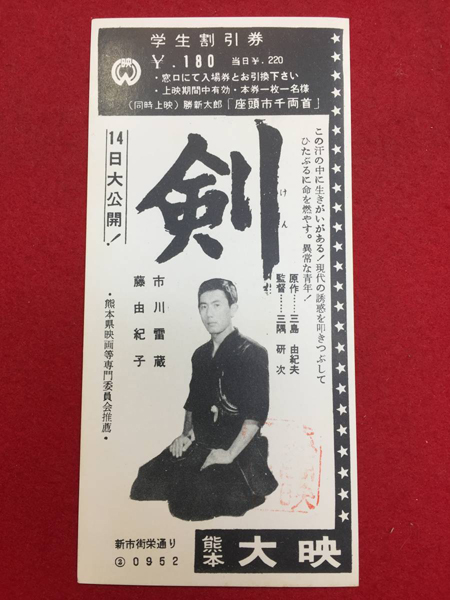 学生割引券
映
¥.180 当日¥.220
・窓口にて入場券とお引換下さい
・上映期間中有効・本券一枚一名様
(同時上映)勝新太郎「座頭市千両首」
この汗の中に生きがいがある!現代の誘惑を叩きつぶして
ひたぶるに命を燃やす。異常な青年!
剣
けん
14日大公開!
原作……三島由紀夫
監督……三隅研次
市川雷蔵
藤由紀子
・熊本県映画等専門委員会推薦・
新市街栄通り
②0952
熊本大映